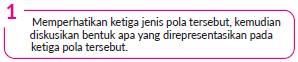 1
Memperhatikan ketiga jenis pola tersebut, kemudian
diskusikan bentuk apa yang direpresentasikan pada
ketiga pola tersebut.